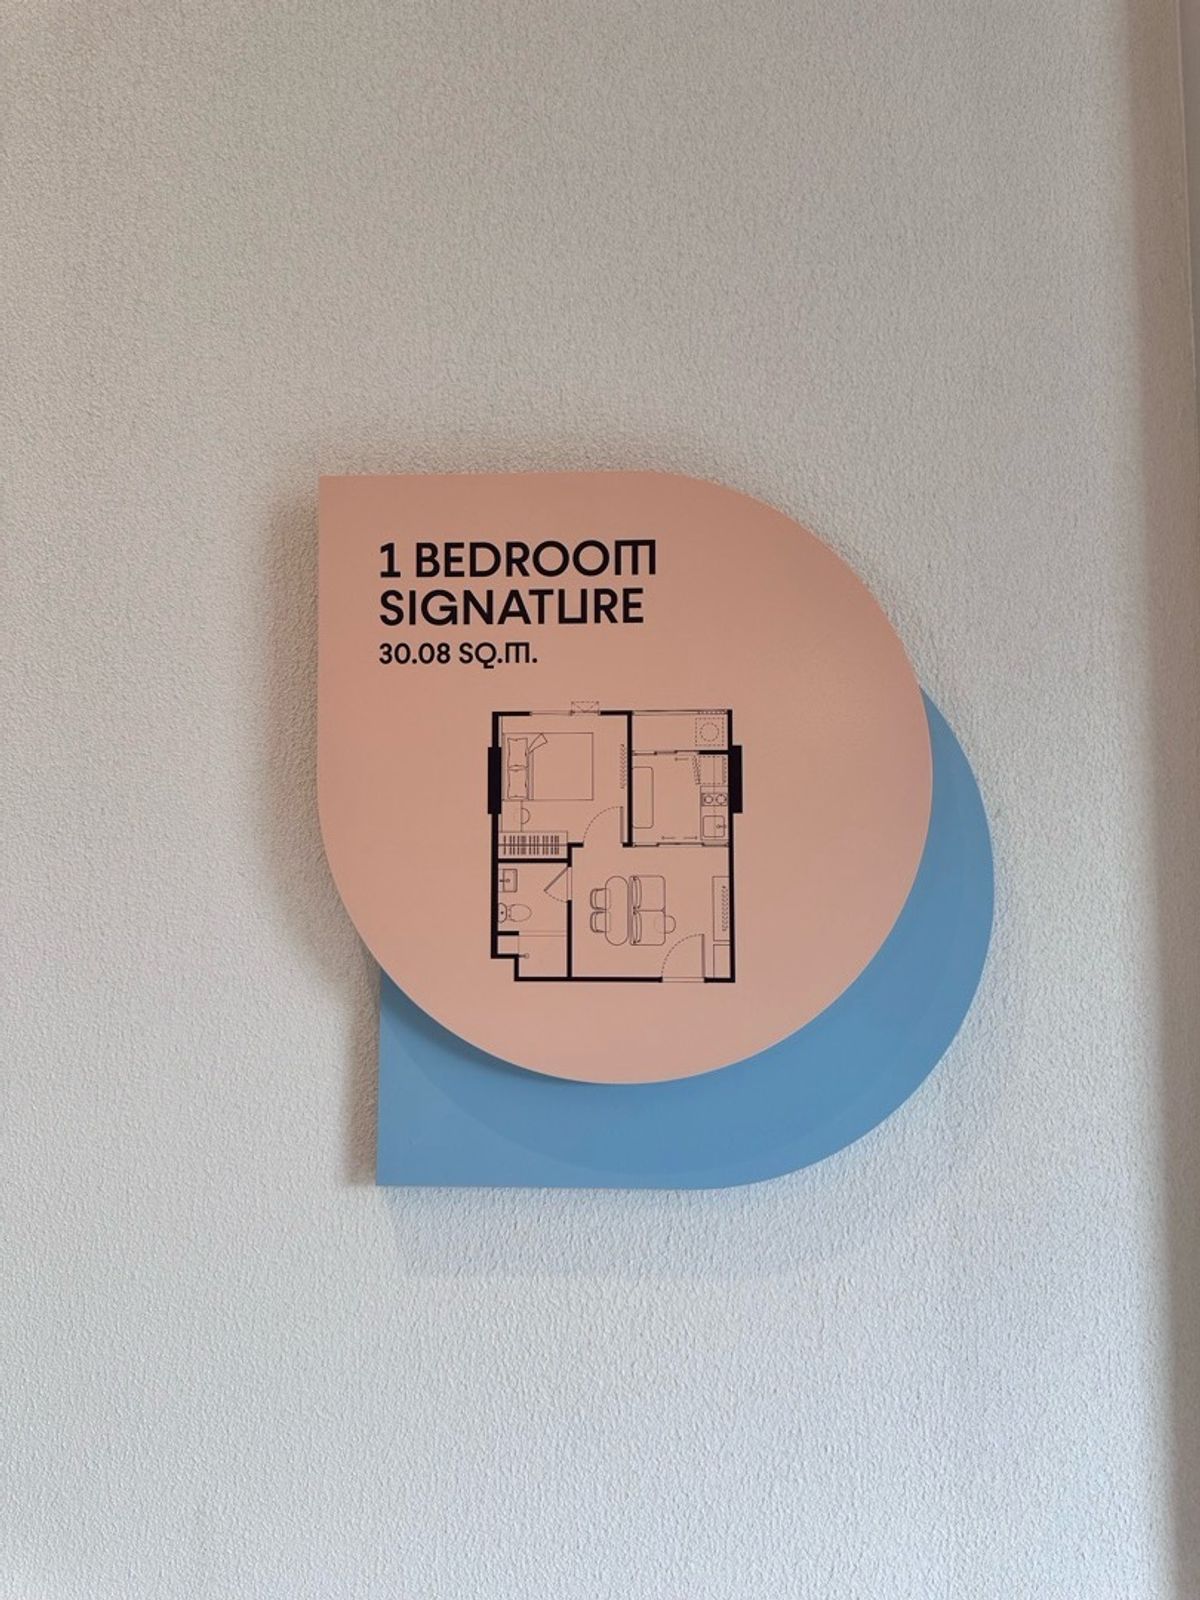 1 BEDROOM
SIGNATURE
30.08 SQ.M.